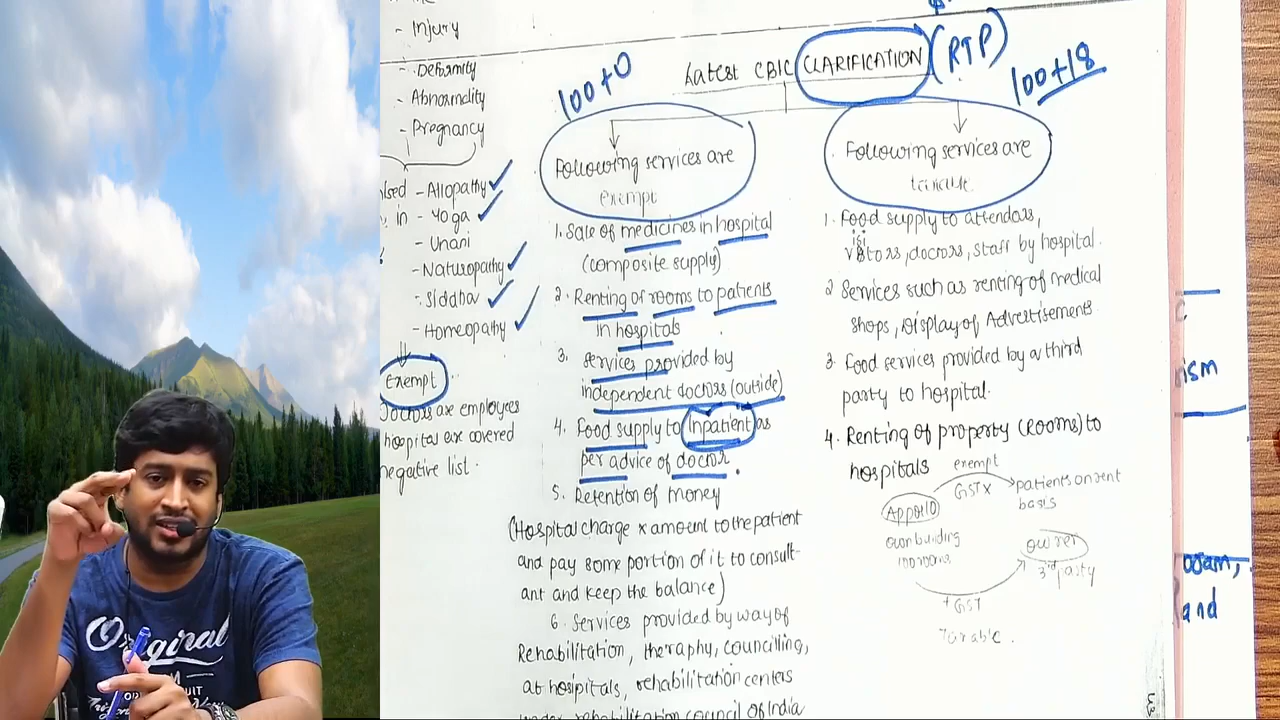 - Injury
- Deformity
- Abnormality
- Pregnancy
- Allopathy
in - Yoga
- Unani
- Naturopathy
- Siddha
- Homeopathy
exempt
Doctors are employees
hospital are covered
negative list.
Latest CBIC CLARIFICATION (RTP)
100+0
Following services are
exempt
1. Sale of medicines in hospital
(composite supply)
2. Renting of rooms to patients
in hospitals
3. services provided by
independent doctors (outside)
Food supply to Inpatient as
per advice of doctor.
5. Retention of money
(Hospital charge x amount to the patient
and pay some portion of it to consult-
ant and keep the balance)
6. Services provided by way of
Rehabilitation, theraphy, councilling,
at hospitals, rehabilitation centers
rehabilitation council of India
100+18
Following services are
taxable.
1. Food supply to attendars,
visitors, doctors, staff by hospital.
2 Services such as renting of medical
shops, Display of Advertisements.
3. Food services provided by a third
party to hospital.
4. Renting of property (rooms) to
hospitals
exempt
GST x
Appollo
patients on rent
basis
own building
100 rooms
owner
3rd party
+ GST
Taxable.
ism
and
Original